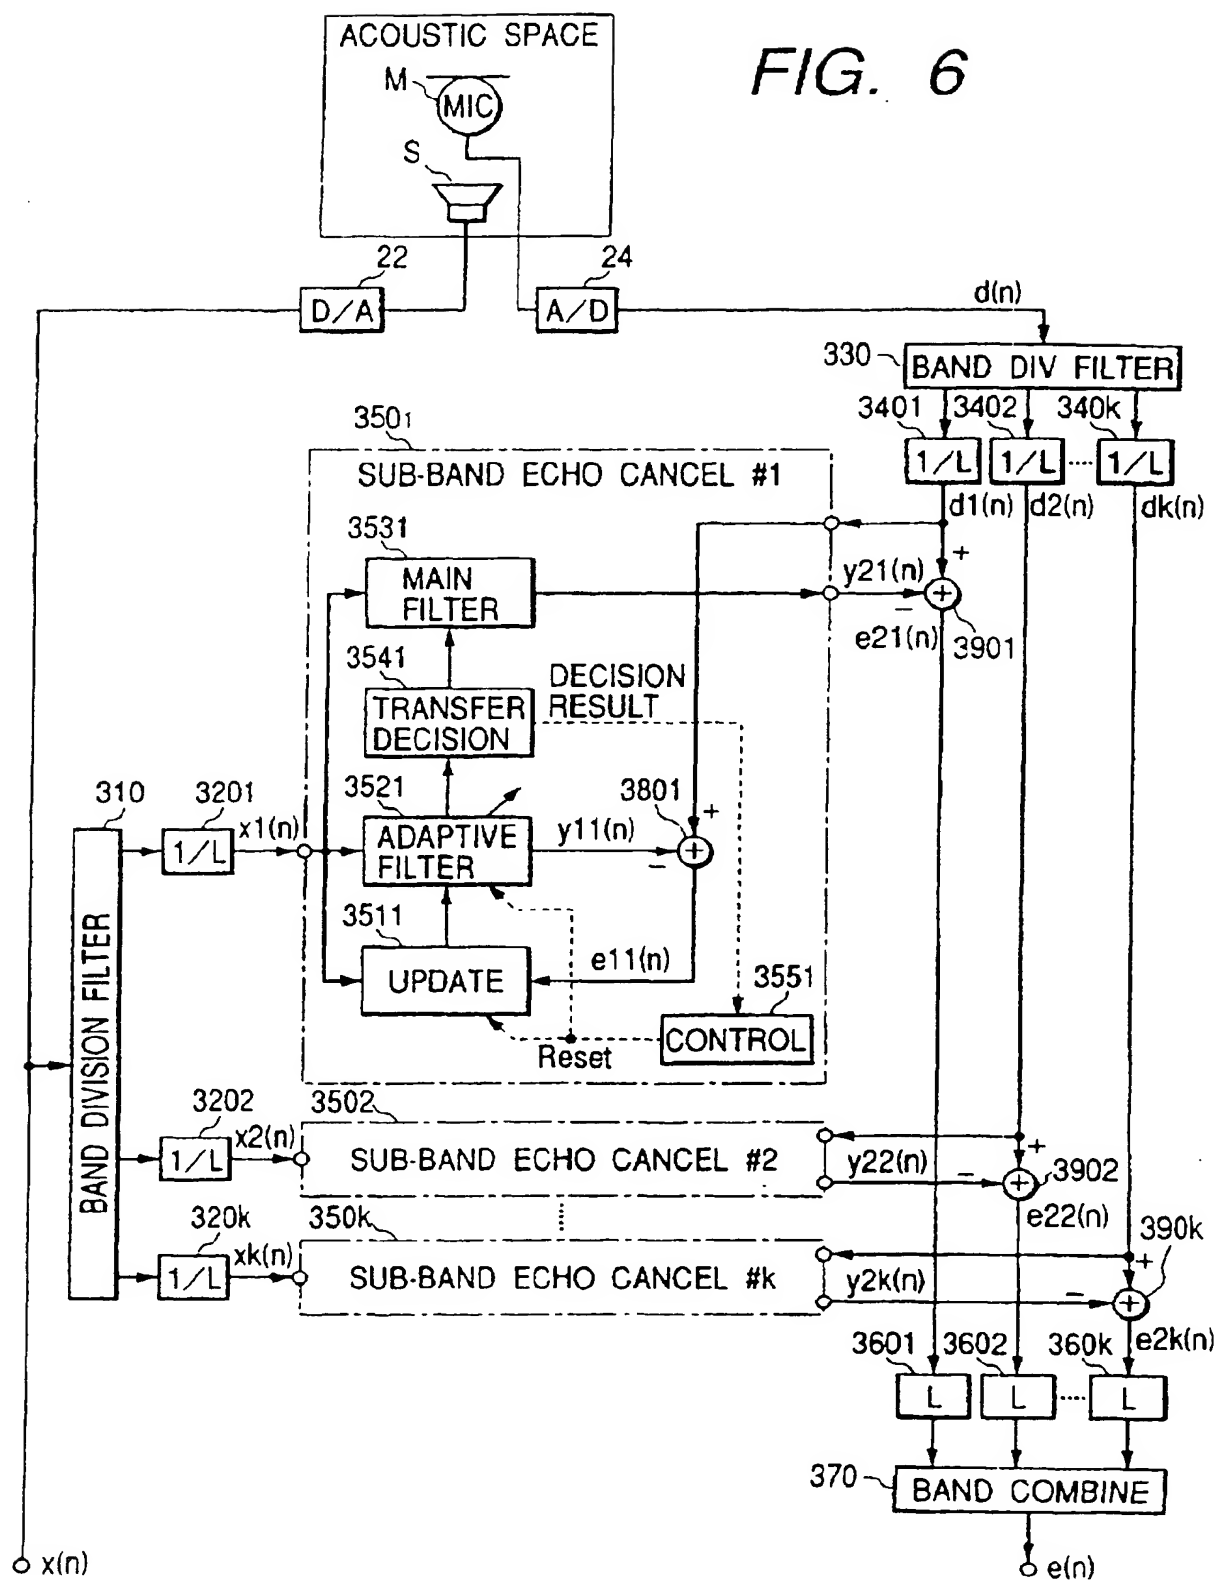 FIG. 6
ACOUSTIC SPACE
M
MIC
S
22
24
D/A
A/D
d(n)
330
BAND DIV FILTER
3401
3402
340k
1/L
1/L
1/L
d1(n)
d2(n)
dk(n)
3501
SUB-BAND ECHO CANCEL #1
3531
MAIN
FILTER
+
y21(n)
+
−
e21(n)
3901
3541
TRANSFER
DECISION
DECISION
RESULT
310
3201
x1(n)
1/L
3521
ADAPTIVE
FILTER
y11(n)
3801
+
+
−
3511
UPDATE
e11(n)
3551
CONTROL
Reset
BAND DIVISION FILTER
3202
x2(n)
1/L
3502
SUB-BAND ECHO CANCEL #2
y22(n)
+
−
+
3902
e22(n)
320k
xk(n)
1/L
350k
SUB-BAND ECHO CANCEL #k
y2k(n)
+
−
+
390k
e2k(n)
3601
3602
360k
L
L
L
370
BAND COMBINE
x(n)
e(n)